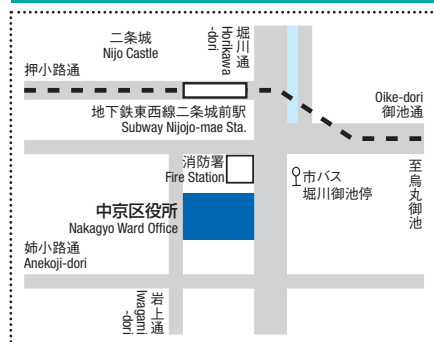 二条城
Nijo Castle
堀川通
Horikawa
-dori
押小路通
Oike-dori
御池通
地下鉄東西線二条城前駅
Subway Nijojo-mae Sta.
消防署
Fire Station
市バス
堀川御池停
至烏丸御池
中京区役所
Nakagyo Ward Office
姉小路通
Anekoji-dori
岩上通
Iwagami
-dori